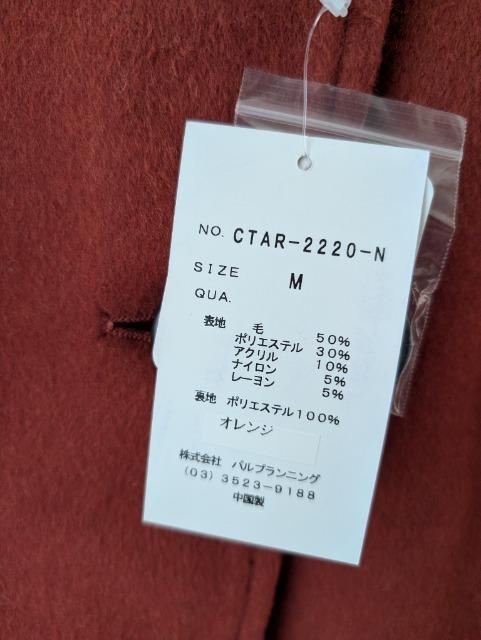 NO. CTAR-2220-N
SIZE M
QUA.
表地 毛 50%
ポリエステル 30%
アクリル 10%
ナイロン 5%
レーヨン 5%
裏地 ポリエステル100%
オレンジ
株式会社 パルプランニング
(03)3523-9188
中国製